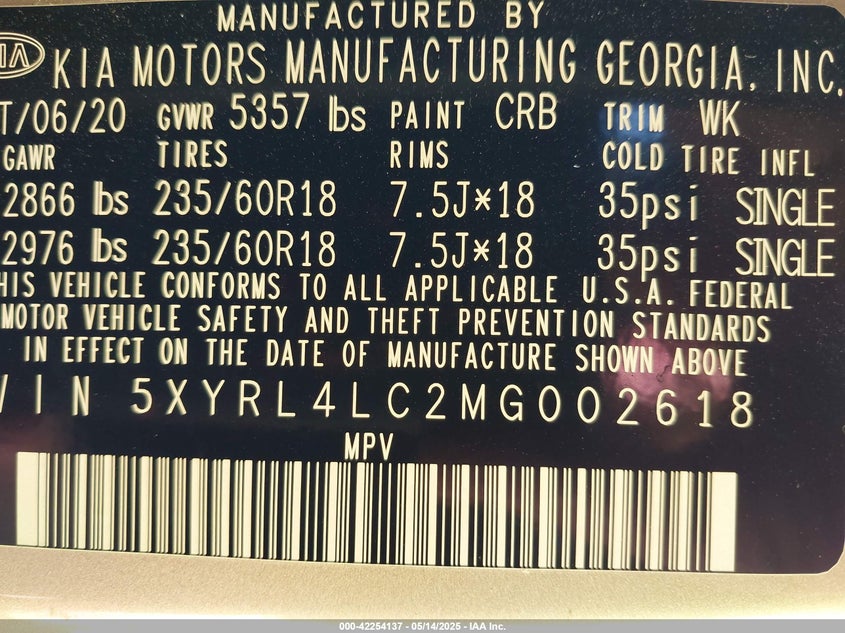 MANUFACTURED BY
KIA KIA MOTORS MANUFACTURING GEORGIA, INC.
T/06/20 GVWR 5357 lbs PAINT CRB TRIM WK
GAWR TIRES RIMS COLD TIRE INFL
2866 lbs 235/60R18 7.5J*18 35psi SINGLE
2976 lbs 235/60R18 7.5J*18 35psi SINGLE
HIS VEHICLE CONFORMS TO ALL APPLICABLE U.S.A. FEDERAL
MOTOR VEHICLE SAFETY AND THEFT PREVENTION STANDARDS
IN EFFECT ON THE DATE OF MANUFACTURE SHOWN ABOVE
VIN 5XYRL4LC2MG002618
MPV
000-42254137 - 05/14/2025 - IAA Inc.